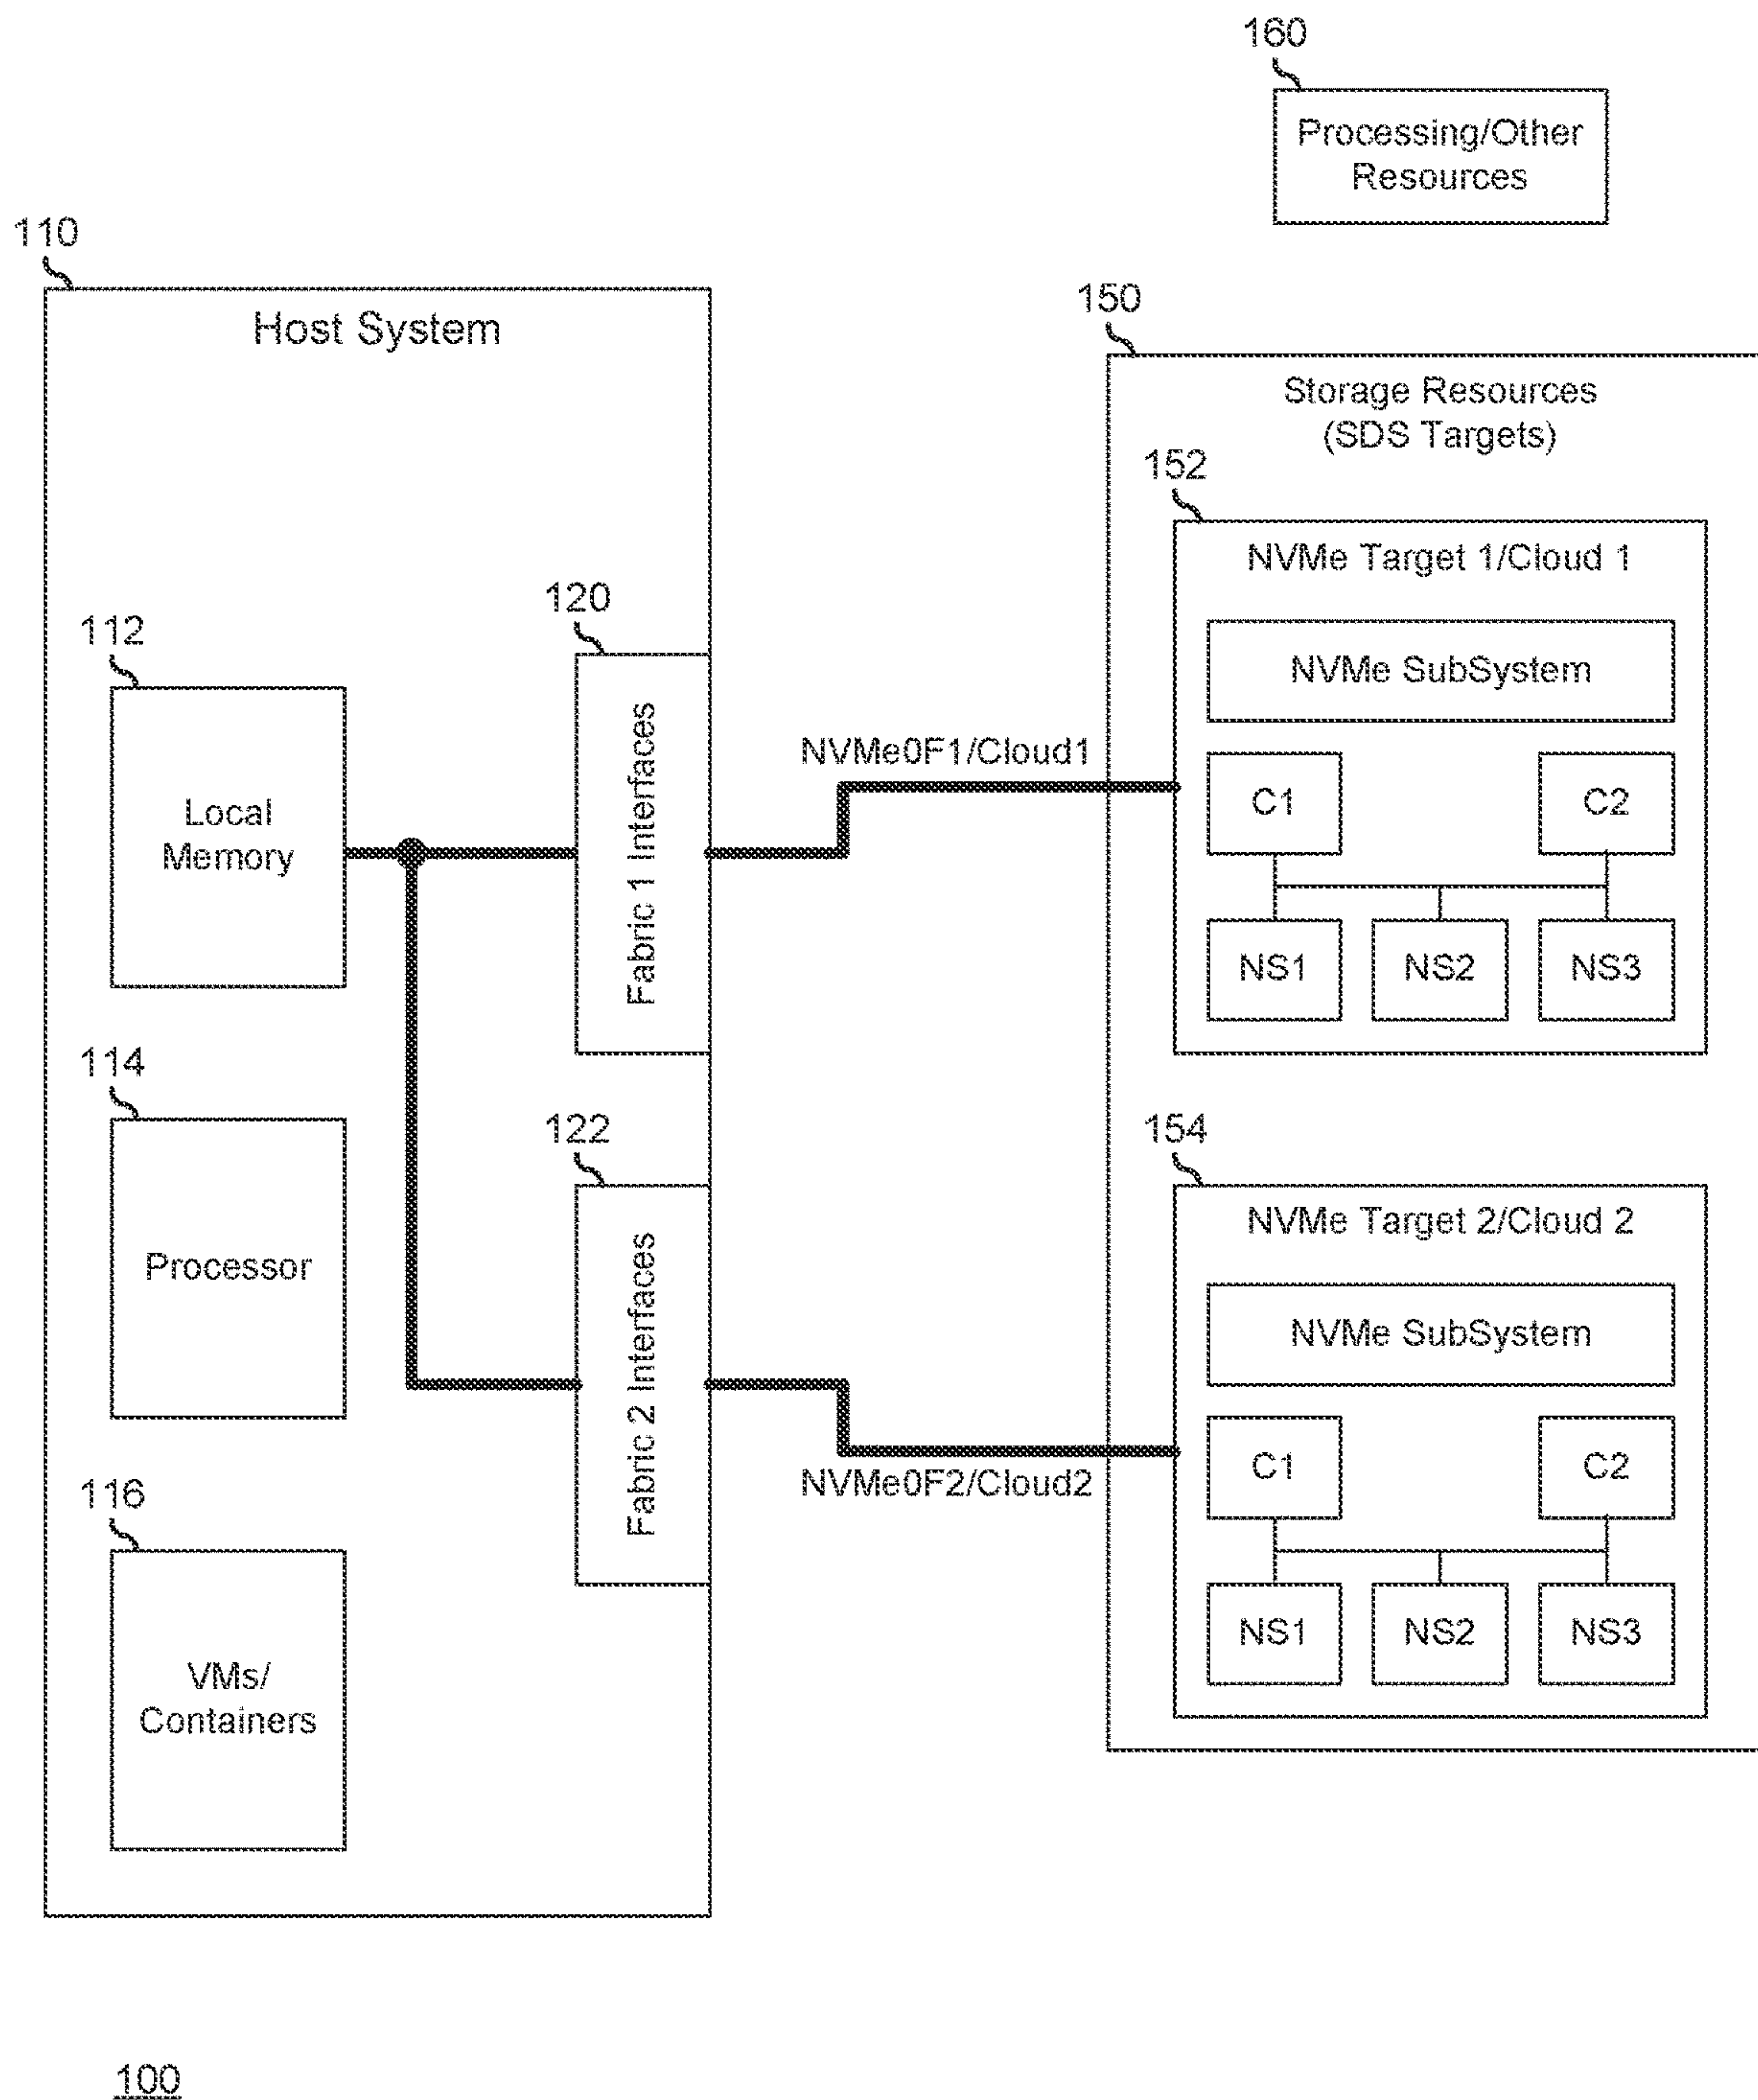 160
Processing/Other
Resources
110
Host System
150
Storage Resources
(SDS Targets)
152
NVMe Target 1/Cloud 1
NVMe SubSystem
120
112
Local
Memory
Fabric 1 Interfaces
NVMe0F1/Cloud1
C1
C2
NS1
NS2
NS3
114
Processor
122
Fabric 2 Interfaces
154
NVMe Target 2/Cloud 2
NVMe SubSystem
NVMe0F2/Cloud2
C1
C2
NS1
NS2
NS3
116
VMs/
Containers
100